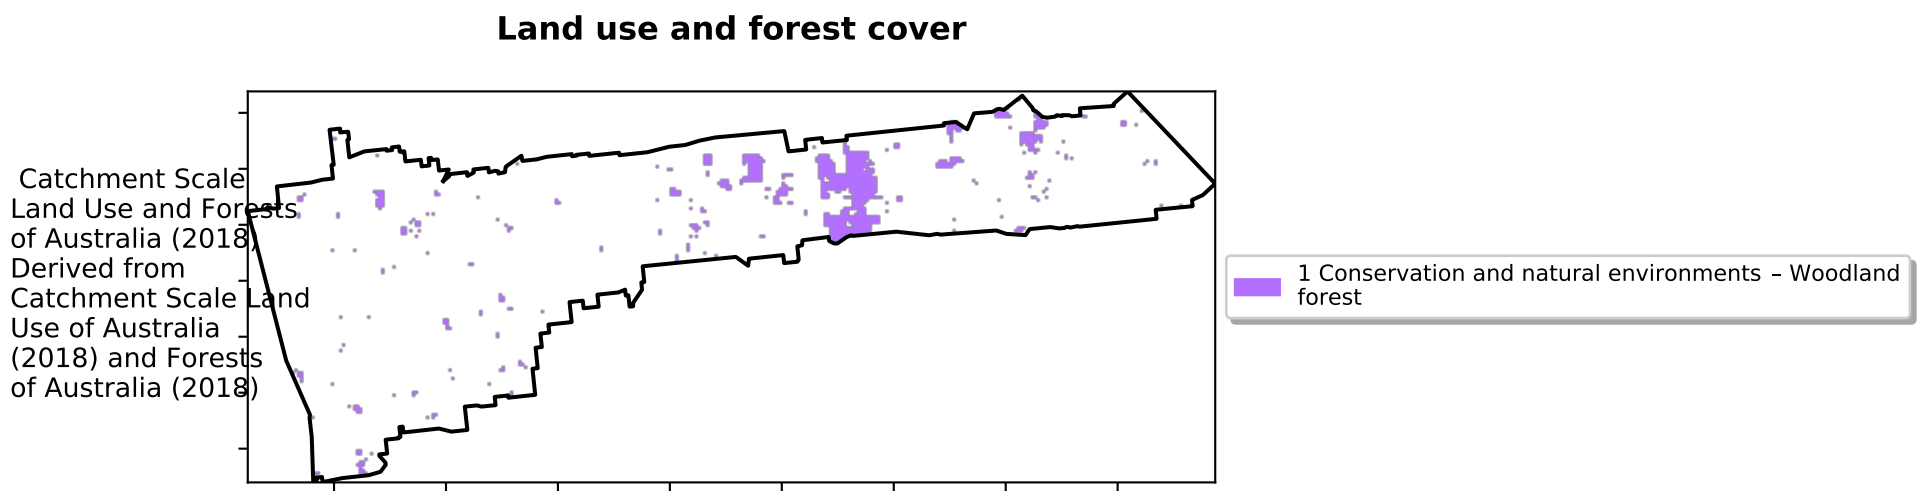 Land use and forest cover
Catchment Scale
Land Use and Forests
of Australia (2018)
Derived from
Catchment Scale Land
Use of Australia
(2018) and Forests
of Australia (2018)
1 Conservation and natural environments – Woodland
forest